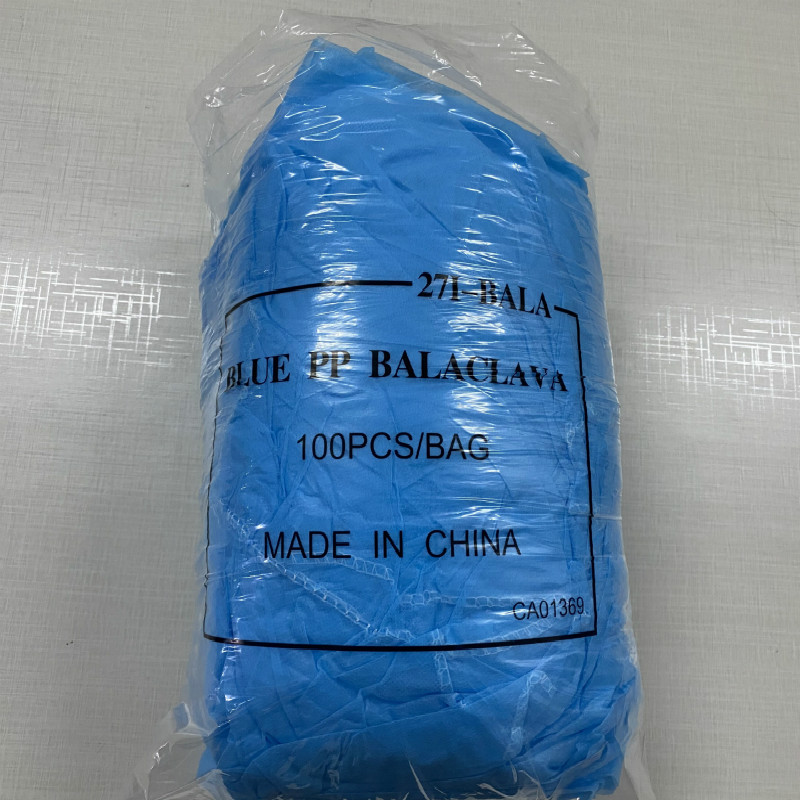 271-BALA
BLUE PP BALACLAVA
100PCS/BAG
MADE IN CHINA
CA01369